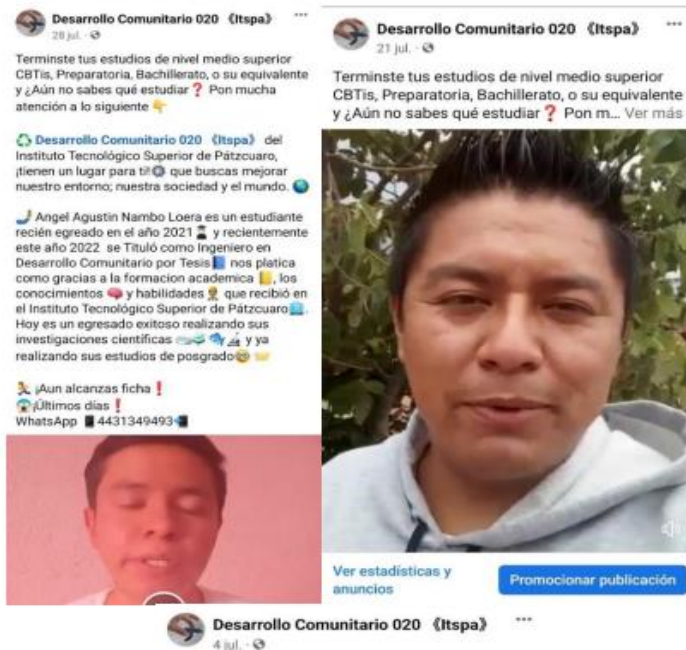 Desarrollo Comunitario 020 《Itspa》
28 jul.
Terminste tus estudios de nivel medio superior
CBTis, Preparatoria, Bachillerato, o su equivalente
y ¿Aún no sabes qué estudiar❓ Pon mucha
atención a lo siguiente 👇
♻️ Desarrollo Comunitario 020 《Itspa》 del
Instituto Tecnológico Superior de Pátzcuaro,
¡tienen un lugar para ti! que buscas mejorar
nuestro entorno; nuestra sociedad y el mundo. 🌎
Angel Agustin Nambo Loera es un estudiante
recién egreado en el año 2021 y recientemente
este año 2022 se Tituló como Ingeniero en
Desarrollo Comunitario por Tesis nos platica
como gracias a la formacion academica , los
conocimientos 🧠 y habilidades que recibió en
el Instituto Tecnológico Superior de Pátzcuaro .
Hoy es un egresado exitoso realizando sus
investigaciones científicas y ya
realizando sus estudios de posgrado
¡Aun alcanzas ficha❗
😱¡Últimos días❗
WhatsApp 4431349493
Desarrollo Comunitario 020 《Itspa》
21 jul.
Terminste tus estudios de nivel medio superior
CBTis, Preparatoria, Bachillerato, o su equivalente
y ¿Aún no sabes qué estudiar❓ Pon m... Ver más
Ver estadísticas y
anuncios
Promocionar publicación
Desarrollo Comunitario 020 《Itspa》
4 jul.